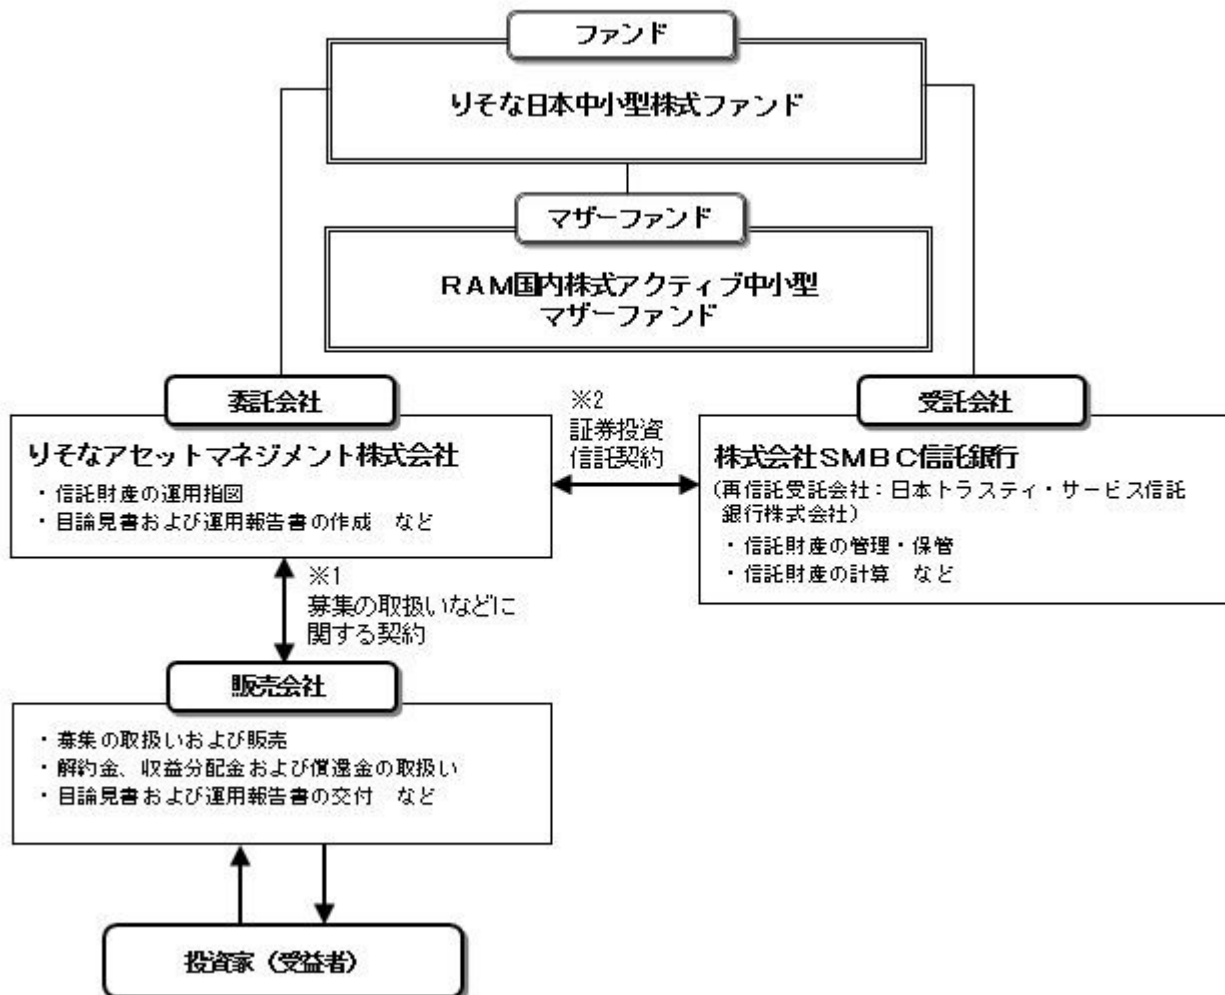 ファンド
りそな日本中小型株式ファンド
マザーファンド
RAM国内株式アクティブ中小型
マザーファンド
委託会社
りそなアセットマネジメント株式会社
・信託財産の運用指図
・目論見書および運用報告書の作成　など
※2
証券投資
信託契約
受託会社
株式会社SMBC信託銀行
(再信託受託会社：日本トラスティ・サービス信託
銀行株式会社)
・信託財産の管理・保管
・信託財産の計算　など
※1
募集の取扱いなどに
関する契約
販売会社
・募集の取扱いおよび販売
・解約金、収益分配金および償還金の取扱い
・目論見書および運用報告書の交付　など
投資家（受益者）